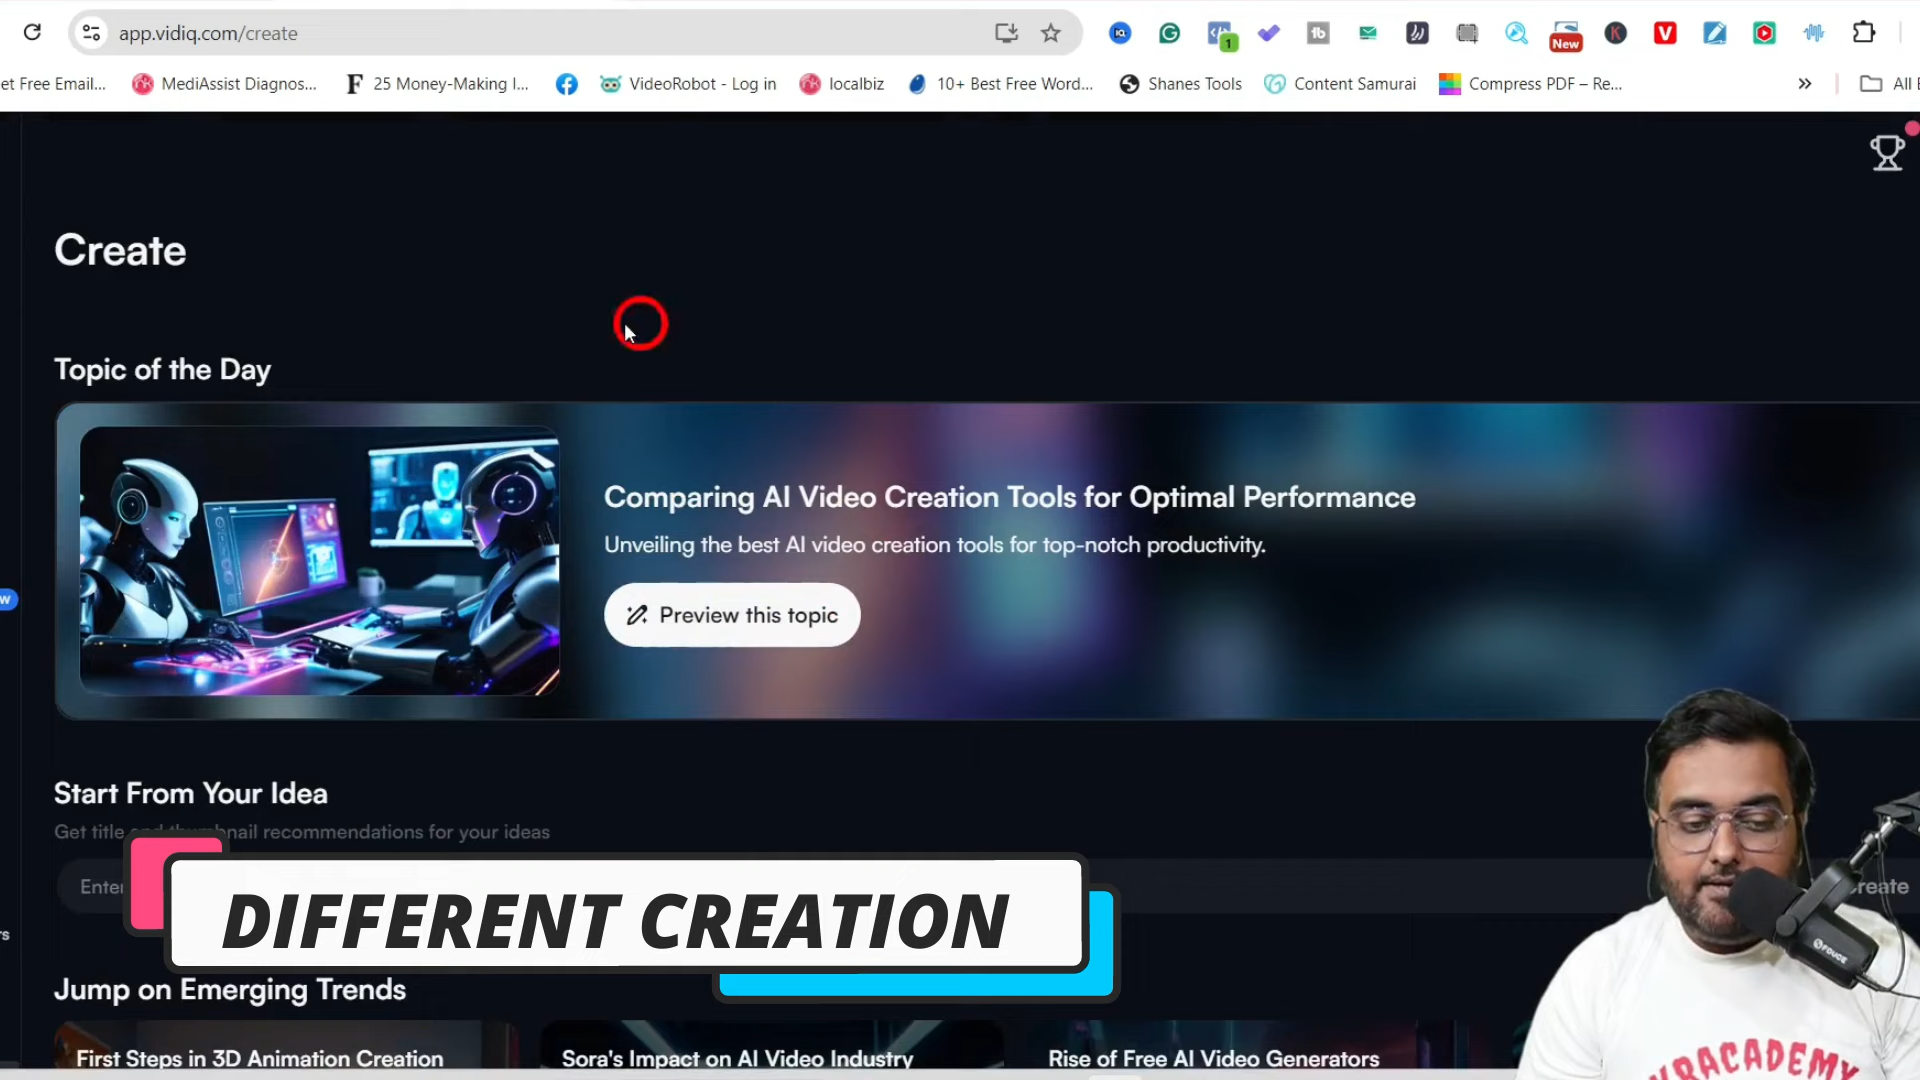 app.vidiq.com/create
1
New
et Free Email...
MediAssist Diagnos...
25 Money-Making I...
VideoRobot - Log in
localbiz
10+ Best Free Word...
Shanes Tools
Content Samurai
Compress PDF – Re...
All
Create
Topic of the Day
Comparing AI Video Creation Tools for Optimal Performance
Unveiling the best AI video creation tools for top-notch productivity.
Preview this topic
Start From Your Idea
Get title and thumbnail recommendations for your ideas
DIFFERENT CREATION
Jump on Emerging Trends
First Steps in 3D Animation Creation
Sora's Impact on AI Video Industry
Rise of Free AI Video Generators